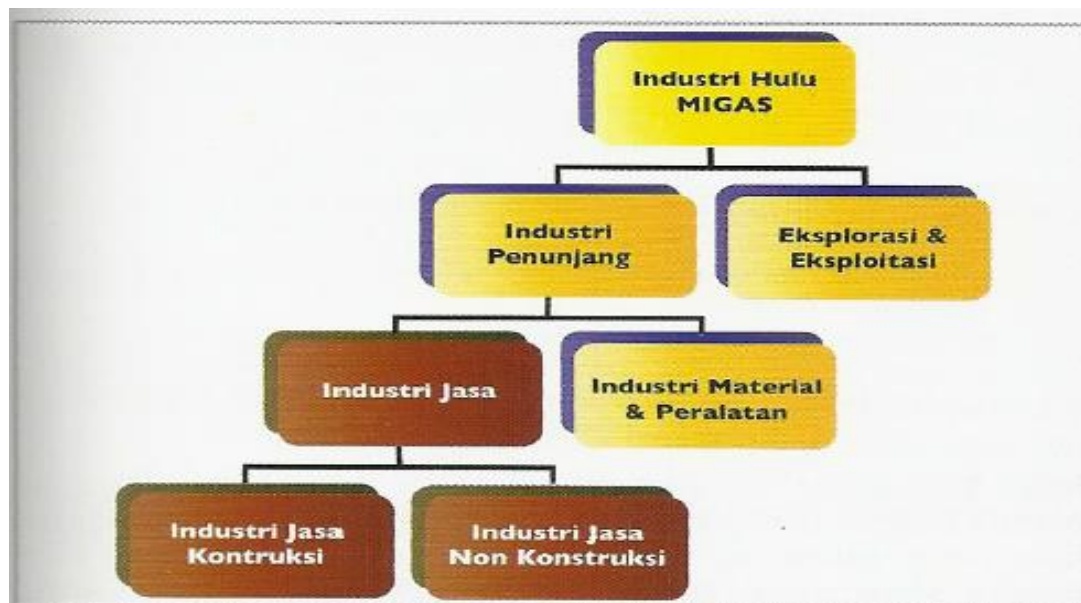 Industri Hulu
MIGAS
Industri
Penunjang
Eksplorasi &
Eksploitasi
Industri Jasa
Industri Material
& Peralatan
Industri Jasa
Kontruksi
Industri Jasa
Non Konstruksi